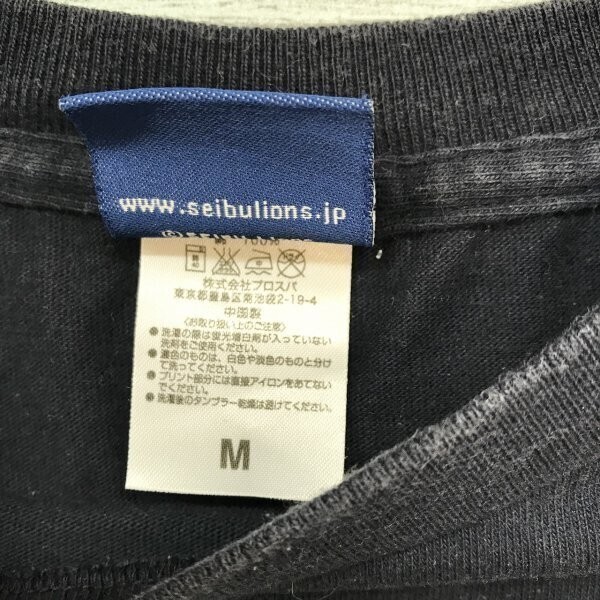 www.seibulions.jp
綿 100%
株式会社プロスパ
東京都豊島区南池袋2-19-4
中国製
〈お取り扱い上のご注意〉
●洗濯の際は蛍光増白剤が入っていない
洗剤をご使用ください。
●濃色のものは、白色や淡色のものと分け
て洗ってください。
●プリント部分には直接アイロンをあてない
でください。
●洗濯後のタンブラー乾燥は避けてください。
M